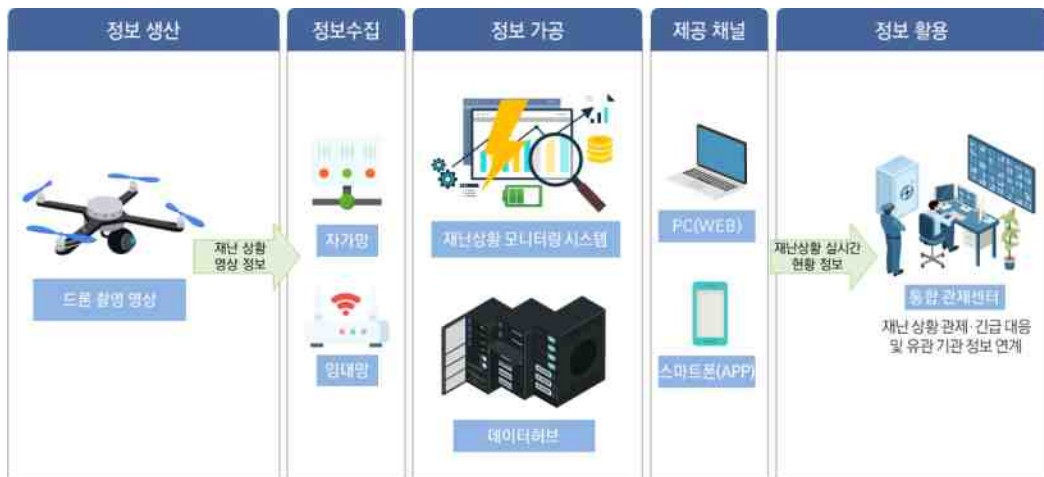 정보 생산
정보수집
정보 가공
제공 채널
정보 활용
드론 촬영 영상
재난 상황
영상 정보
자가망
임대망
재난상황 모니터링 시스템
데이터허브
PC(WEB)
스마트폰(APP)
재난상황 실시간
현황 정보
통합 관제센터
재난 상황 관제·긴급 대응
및 유관 기관 정보 연계